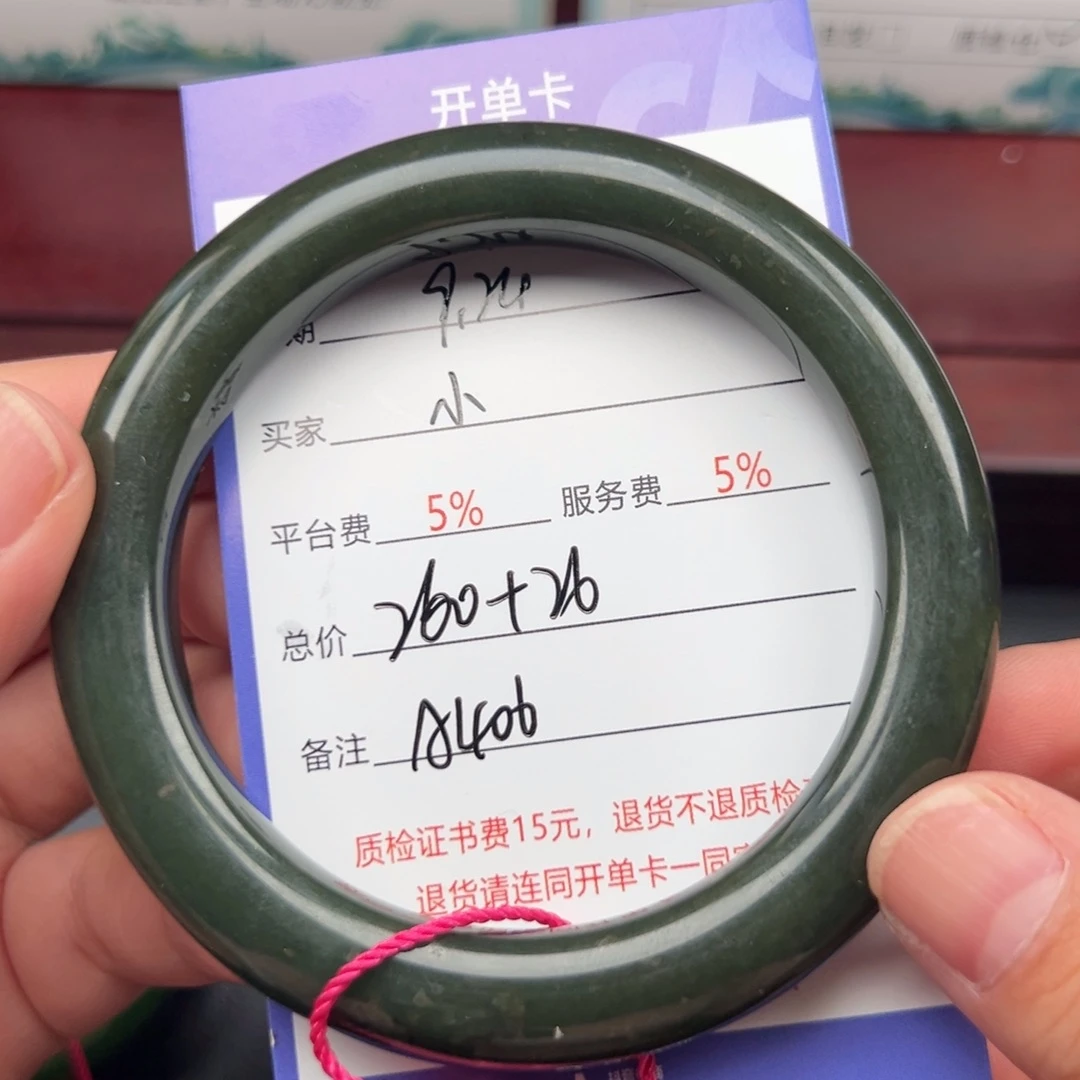 开单卡
期 9.24
买家 小
平台费 5% 服务费 5%
总价 260+26
备注 A406
质检证书费15元，退货不退质检
退货请连同开单卡一同